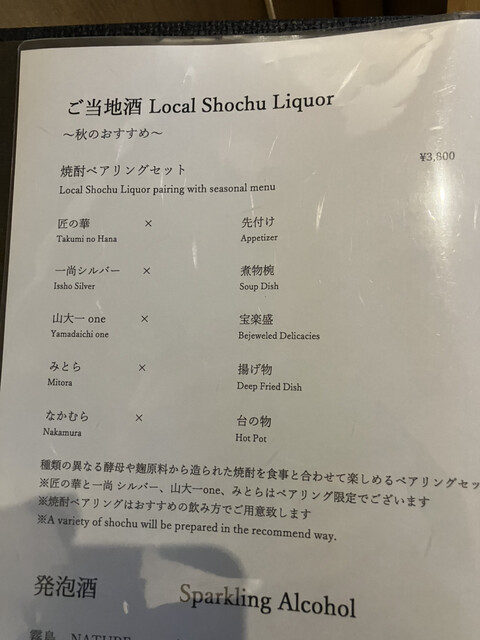 ご当地酒 Local Shochu Liquor
～秋のおすすめ～
焼酎ペアリングセット ¥3,800
Local Shochu Liquor pairing with seasonal menu
匠の華 × 先付け
Takumi no Hana Appetizer
一尚シルバー × 煮物椀
Issho Silver Soup Dish
山大一 one × 宝楽盛
Yamadaichi one Bejeweled Delicacies
みとら × 揚げ物
Mitora Deep Fried Dish
なかむら × 台の物
Nakamura Hot Pot
種類の異なる酵母や麹原料から造られた焼酎を食事と合わせて楽しめるペアリングセッ
※匠の華と一尚 シルバー、山大一one、みとらはペアリング限定でございます
※焼酎ペアリングはおすすめの飲み方でご用意致します
※A variety of shochu will be prepared in the recommend way.
発泡酒 Sparkling Alcohol
霧島 NATURE